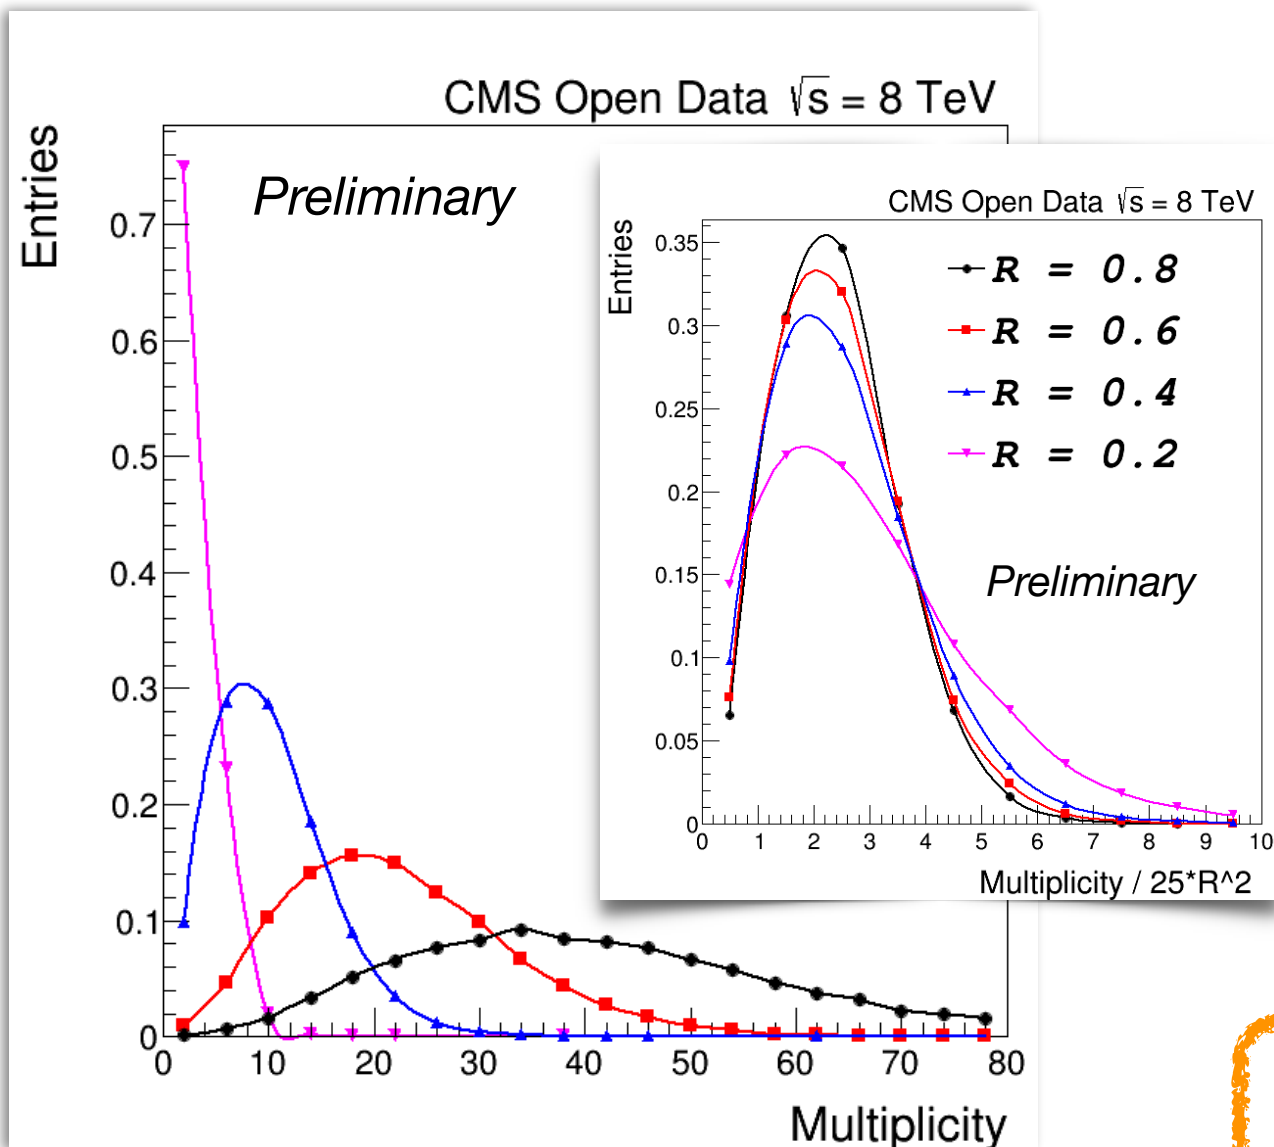 CMS Open Data √s = 8 TeV
Entries
Preliminary
0.7
0.6
0.5
0.4
0.3
0.2
0.1
0
0 10 20 30 40 50 60 70 80
Multiplicity
CMS Open Data √s = 8 TeV
Entries
0.35
0.3
0.25
0.2
0.15
0.1
0.05
0
R = 0.8
R = 0.6
R = 0.4
R = 0.2
Preliminary
0 1 2 3 4 5 6 7 8 9 10
Multiplicity / 25*R^2